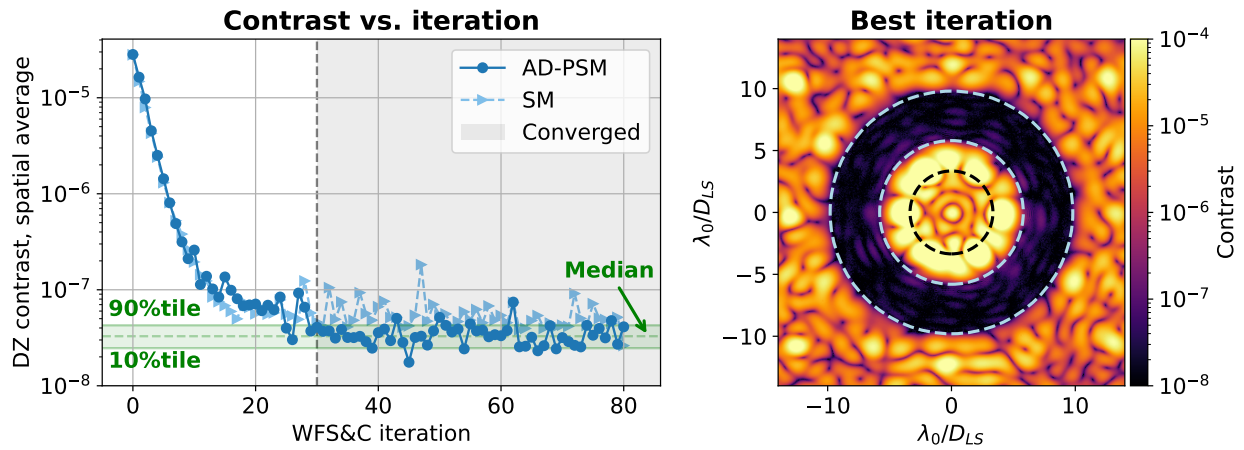 Contrast vs. iteration
DZ contrast, spatial average
10⁻⁵
10⁻⁶
10⁻⁷
10⁻⁸
AD-PSM
SM
Converged
Median
90%tile
10%tile
0 20 40 60 80
WFS&C iteration
Best iteration
λ₀/D_LS
10
5
0
−5
−10
−10 0 10
λ₀/D_LS
10⁻⁴
10⁻⁵
10⁻⁶
10⁻⁷
10⁻⁸
Contrast